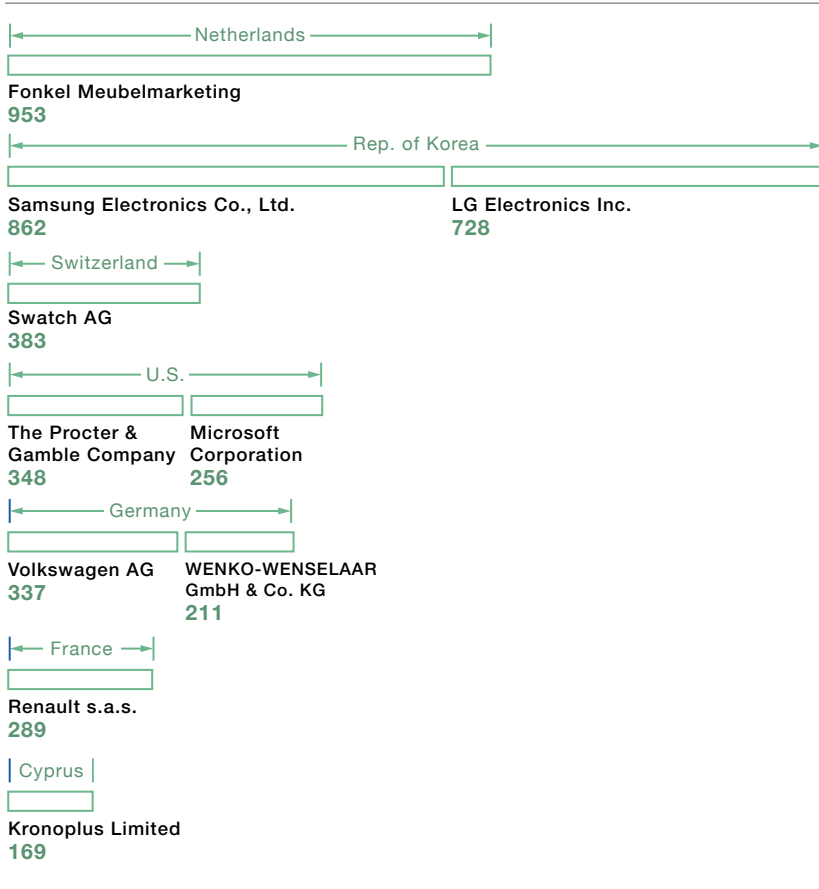 Netherlands
Fonkel Meubelmarketing
953
Rep. of Korea
Samsung Electronics Co., Ltd.
862
LG Electronics Inc.
728
Switzerland
Swatch AG
383
U.S.
The Procter &
Gamble Company
348
Microsoft
Corporation
256
Germany
Volkswagen AG
337
WENKO-WENSELAAR
GmbH & Co. KG
211
France
Renault s.a.s.
289
Cyprus
Kronoplus Limited
169